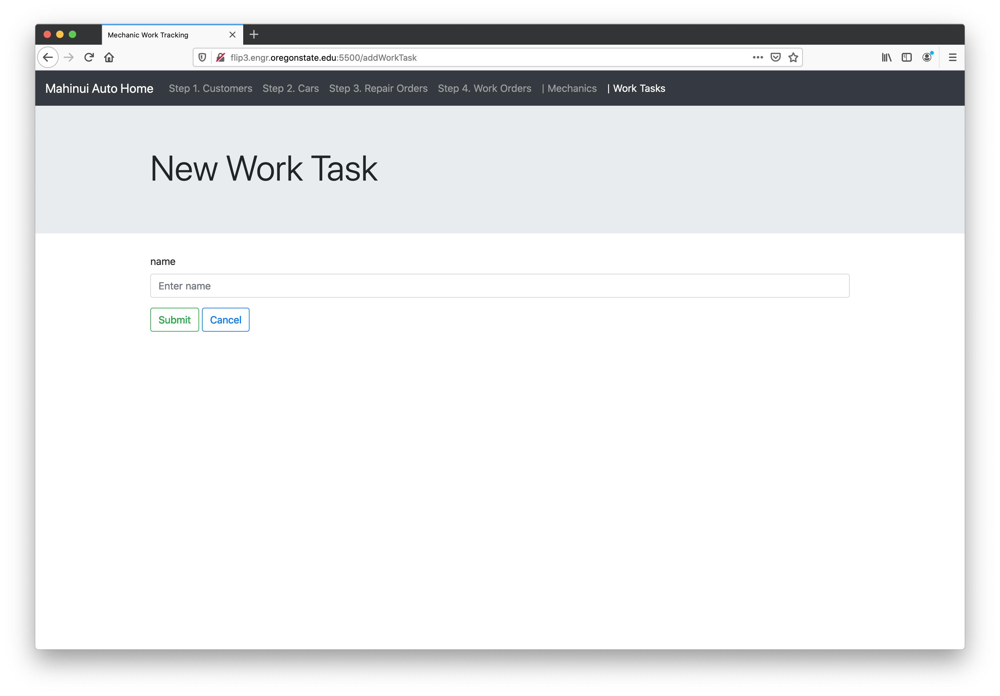 Mechanic Work Tracking
flip3.engr.oregonstate.edu:5500/addWorkTask
Mahinui Auto Home Step 1. Customers Step 2. Cars Step 3. Repair Orders Step 4. Work Orders | Mechanics | Work Tasks
New Work Task
name
Enter name
Submit Cancel